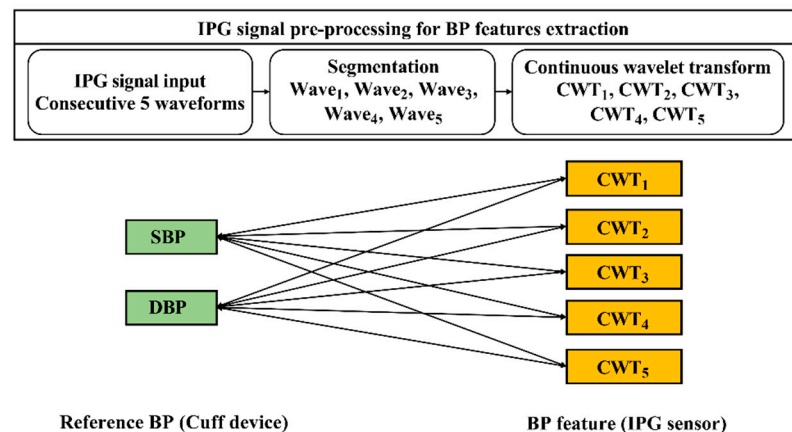 IPG signal pre-processing for BP features extraction
IPG signal input
Consecutive 5 waveforms
Segmentation
Wave₁, Wave₂, Wave₃,
Wave₄, Wave₅
Continuous wavelet transform
CWT₁, CWT₂, CWT₃,
CWT₄, CWT₅
SBP
DBP
CWT₁
CWT₂
CWT₃
CWT₄
CWT₅
Reference BP (Cuff device)
BP feature (IPG sensor)